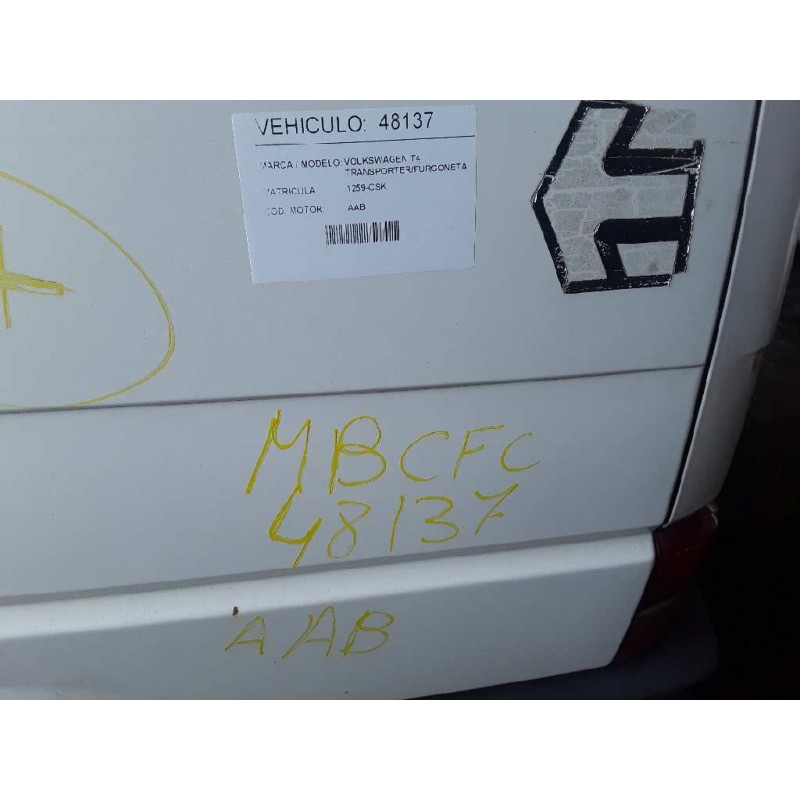 VEHICULO: 48137
MARCA / MODELO: VOLKSWAGEN T4
TRANSPORTER/FURGONETA
MATRICULA: 1259-CSK
COD. MOTOR: AAB
MBCFC
48137
AAB